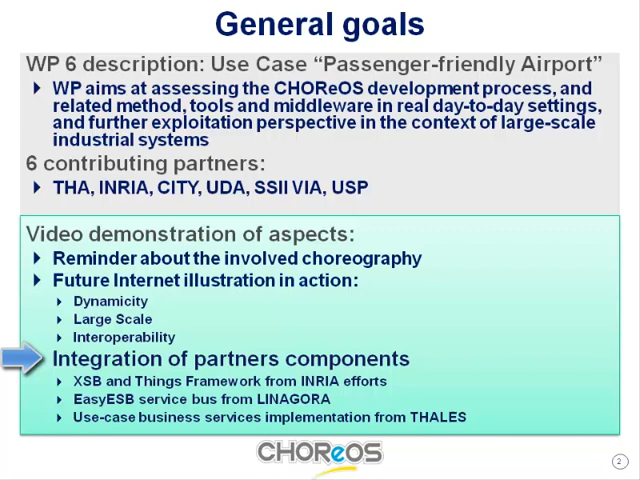 General goals
WP 6 description: Use Case “Passenger-friendly Airport”
WP aims at assessing the CHOReOS development process, and
related method, tools and middleware in real day-to-day settings,
and further exploitation perspective in the context of large-scale
industrial systems
6 contributing partners:
THA, INRIA, CITY, UDA, SSII VIA, USP
Video demonstration of aspects:
Reminder about the involved choreography
Future Internet illustration in action:
Dynamicity
Large Scale
Interoperability
Integration of partners components
XSB and Things Framework from INRIA efforts
EasyESB service bus from LINAGORA
Use-case business services implementation from THALES
CHOReOS
2